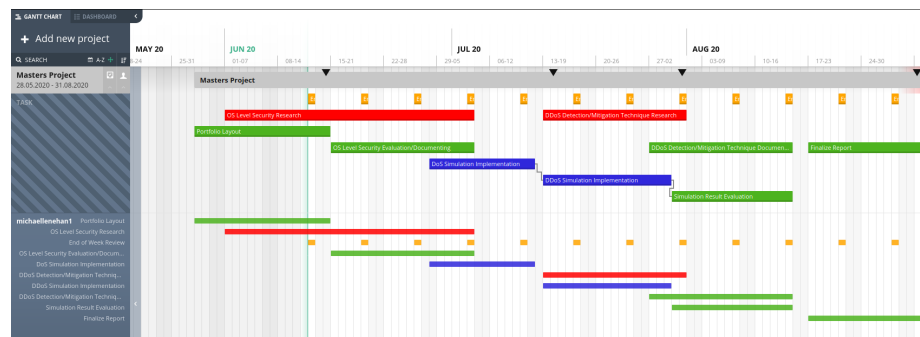 GANTT CHART DASHBOARD
+ Add new project
MAY 20 JUN 20 JUL 20 AUG 20
SEARCH A-Z
-24 25-31 01-07 08-14 15-21 22-28 29-05 06-12 13-19 20-26 27-02 03-09 10-16 17-23 24-30
Masters Project
28.05.2020 - 31.08.2020
Masters Project
TASK
OS Level Security Research DDoS Detection/Mitigation Technique Research
Portfolio Layout
OS Level Security Evaluation/Documenting DDoS Detection/Mitigation Technique Documen... Finalize Report
DoS Simulation Implementation
DDoS Simulation Implementation
Simulation Result Evaluation
michaellenehan1 Portfolio Layout
OS Level Security Research
End of Week Review
OS Level Security Evaluation/Docum...
DoS Simulation Implementation
DDoS Detection/Mitigation Techniq...
DDoS Simulation Implementation
DDoS Detection/Mitigation Techniq...
Simulation Result Evaluation
Finalize Report